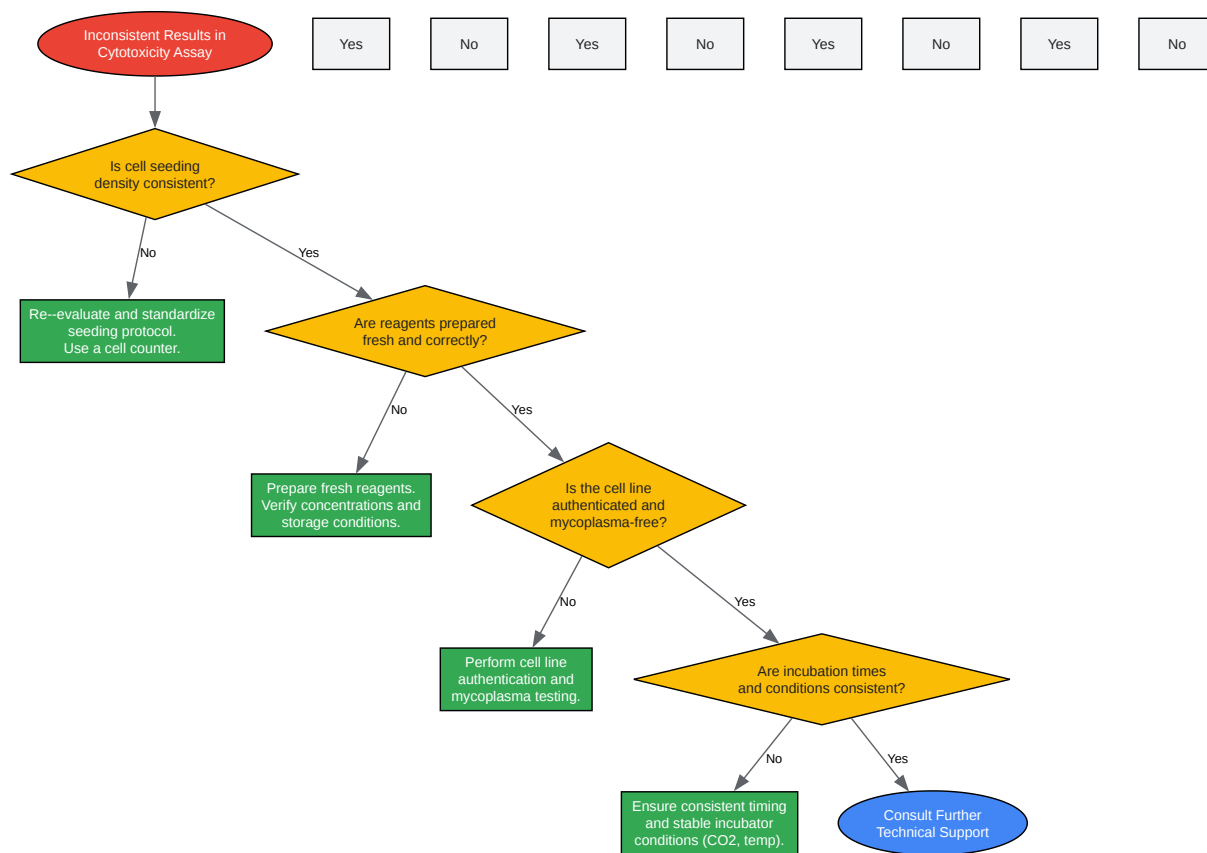 Inconsistent Results in
Cytotoxicity Assay
Yes
No
Yes
No
Yes
No
Yes
No
Is cell seeding
density consistent?
No
Yes
Re--evaluate and standardize
seeding protocol.
Use a cell counter.
Are reagents prepared
fresh and correctly?
No
Yes
Prepare fresh reagents.
Verify concentrations and
storage conditions.
Is the cell line
authenticated and
mycoplasma-free?
No
Yes
Perform cell line
authentication and
mycoplasma testing.
Are incubation times
and conditions consistent?
No
Yes
Ensure consistent timing
and stable incubator
conditions (CO2, temp).
Consult Further
Technical Support